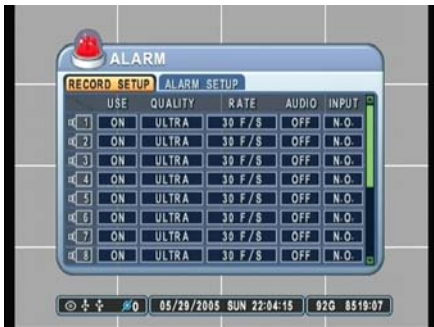 ALARM
RECORD SETUP ALARM SETUP
USE QUALITY RATE AUDIO INPUT
1 ON ULTRA 30 F/S OFF N.O.
2 ON ULTRA 30 F/S OFF N.O.
3 ON ULTRA 30 F/S OFF N.O.
4 ON ULTRA 30 F/S OFF N.O.
5 ON ULTRA 30 F/S OFF N.O.
6 ON ULTRA 30 F/S OFF N.O.
7 ON ULTRA 30 F/S OFF N.O.
8 ON ULTRA 30 F/S OFF N.O.
0 05/29/2005 SUN 22:04:15 92G 8519:07